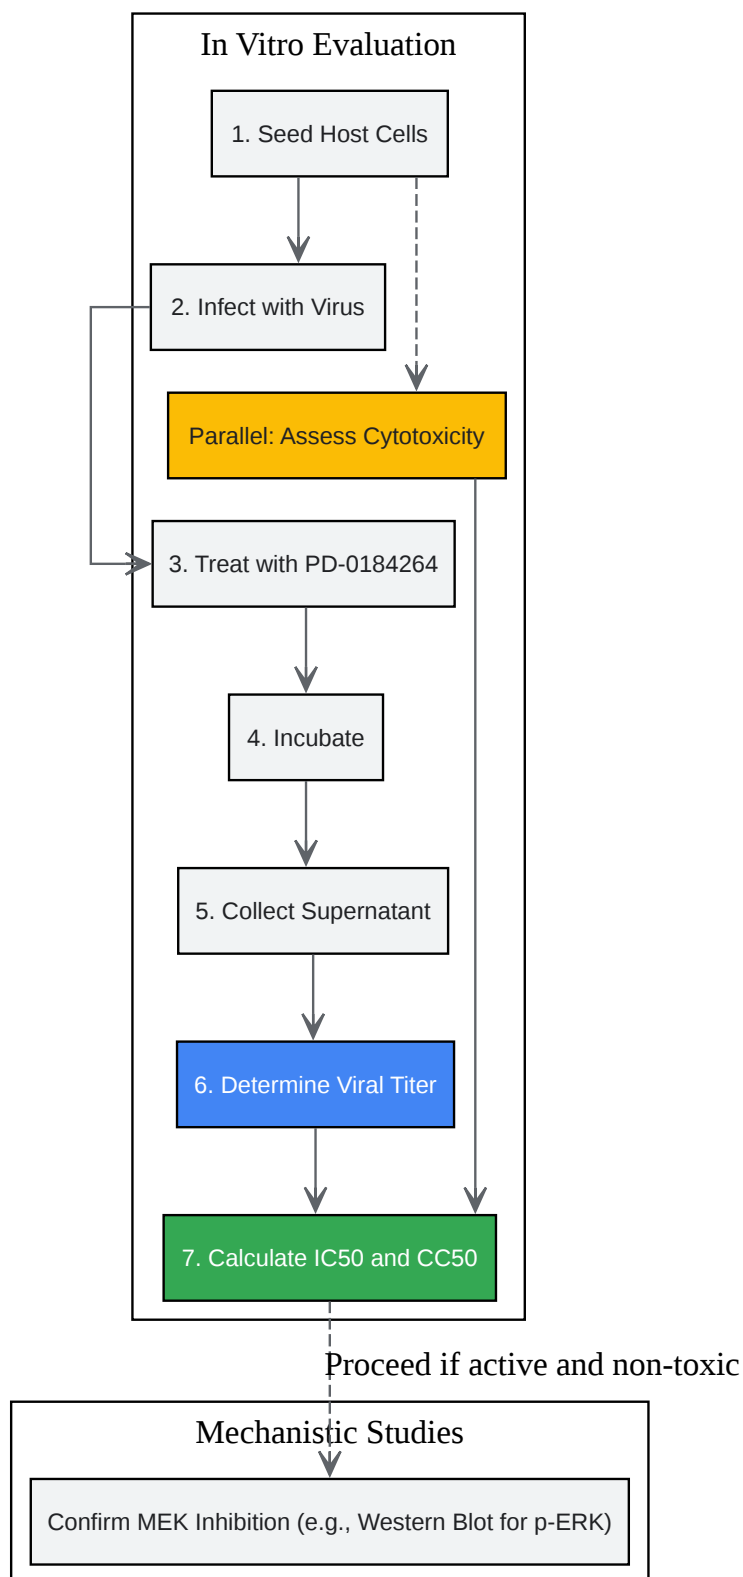 In Vitro Evaluation
1. Seed Host Cells
2. Infect with Virus
Parallel: Assess Cytotoxicity
3. Treat with PD-0184264
4. Incubate
5. Collect Supernatant
6. Determine Viral Titer
7. Calculate IC50 and CC50
Proceed if active and non-toxic
Mechanistic Studies
Confirm MEK Inhibition (e.g., Western Blot for p-ERK)